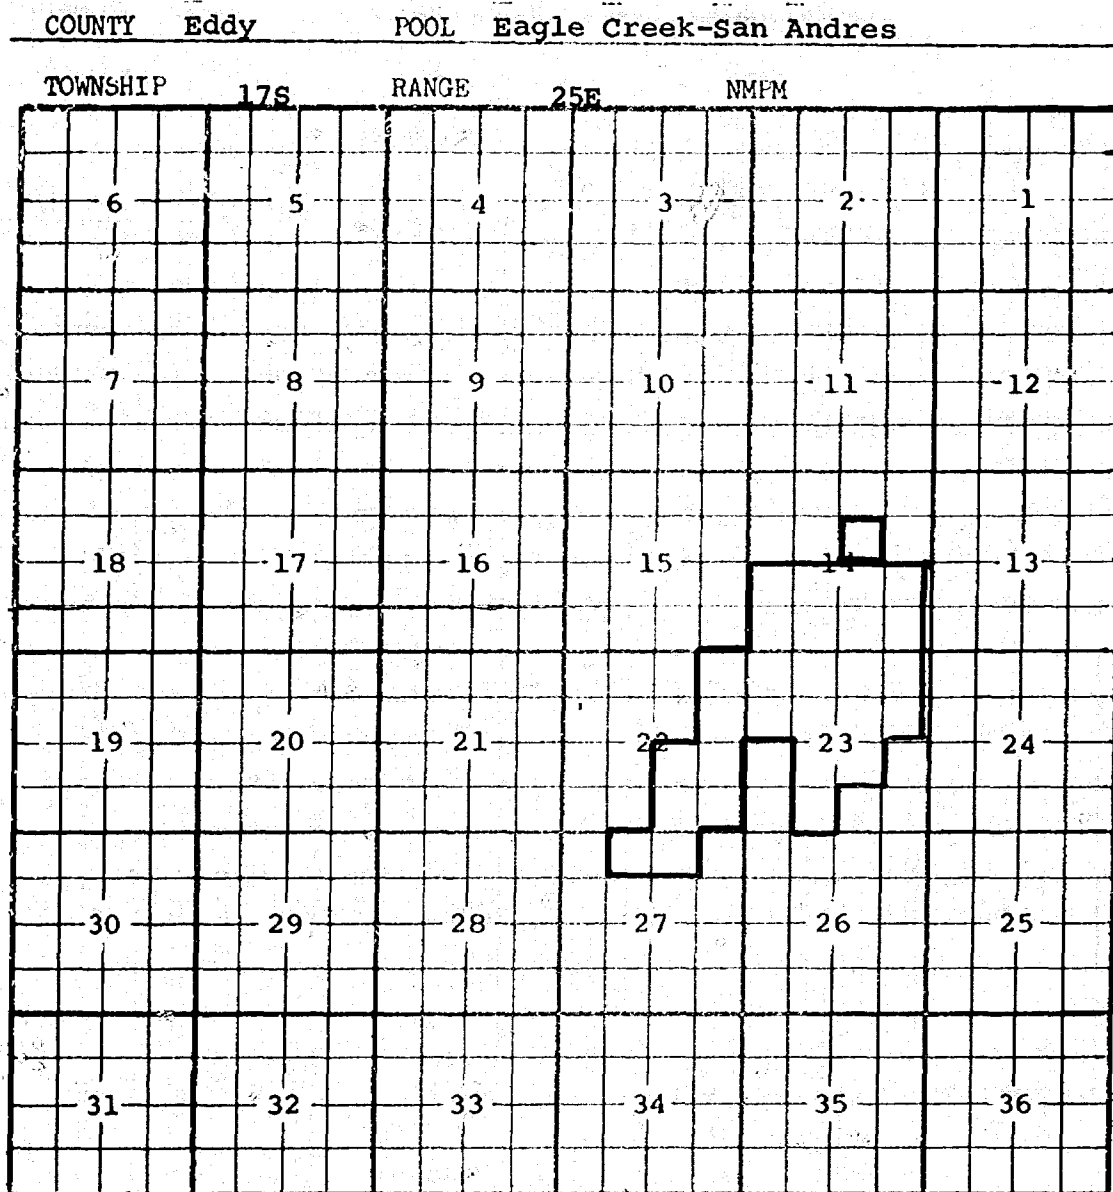 COUNTY Eddy POOL Eagle Creek-San Andres
TOWNSHIP 17S RANGE 25E NMPM
6 5 4 3 2 1
7 8 9 10 11 12
18 17 16 15 14 13
19 20 21 22 23 24
30 29 28 27 26 25
31 32 33 34 35 36